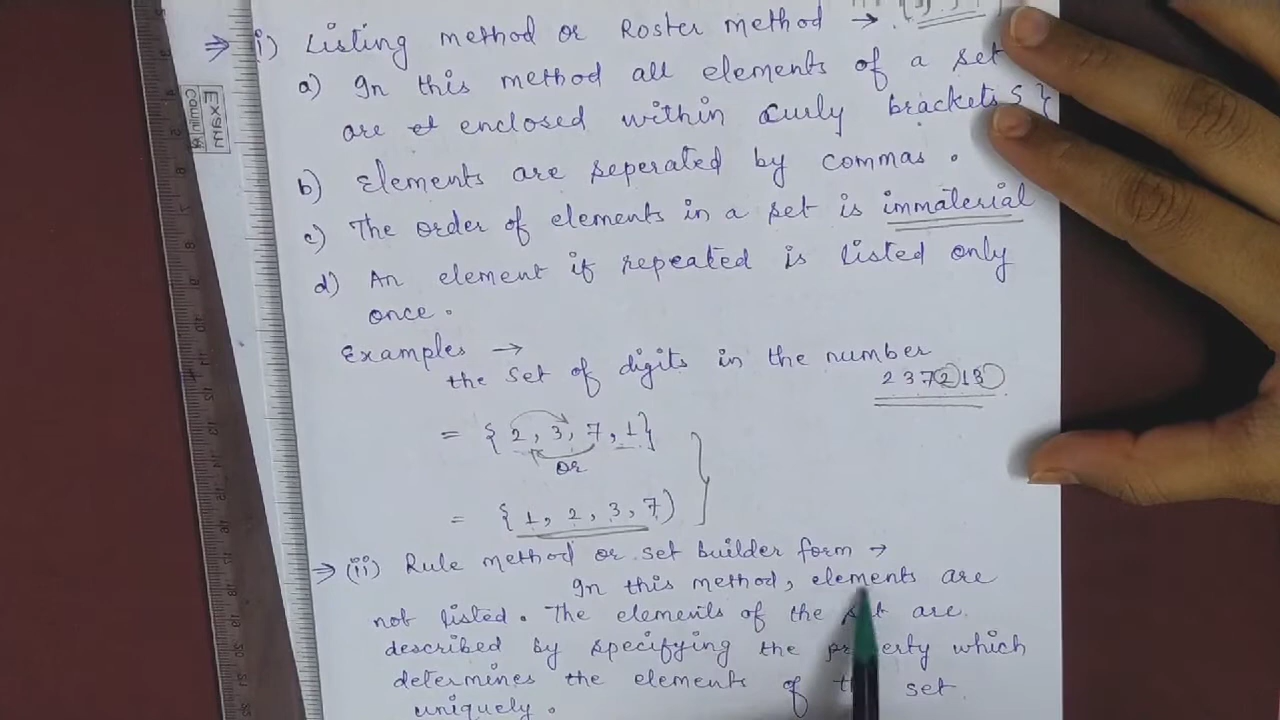 ⇒ i) Listing method or Roster method →
a) In this method all elements of a set
are enclosed within curly brackets { }
b) Elements are seperated by commas.
c) The order of elements in a set is immaterial
d) An element if repeated is listed only
once.
Examples →
the set of digits in the number
237213
= { 2, 3, 7, 1 }
or
= { 1, 2, 3, 7 )
⇒ (ii) Rule method or set builder form →
In this method, elements are
not listed. The elements of the set are
described by specifying the property which
determines the elements of the set
uniquely.